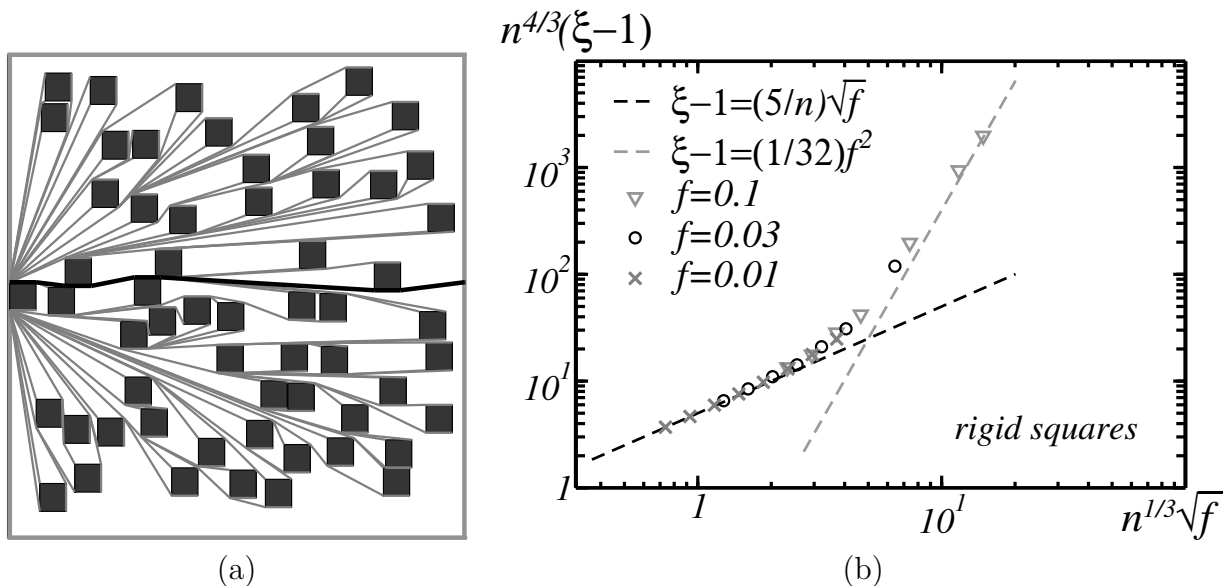 n^{4/3}(ξ−1)
ξ−1=(5/n)√f
ξ−1=(1/32)f^2
f=0.1
f=0.03
f=0.01
10^3
10^2
10^1
1
rigid squares
1
10^1
n^{1/3}√f
(a)
(b)